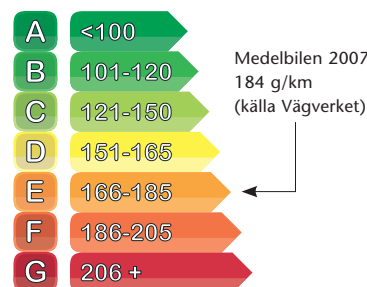 A <100
B 101-120
C 121-150
D 151-165
E 166-185
F 186-205
G 206 +
Medelbilen 2007
184 g/km
(källa Vägverket)